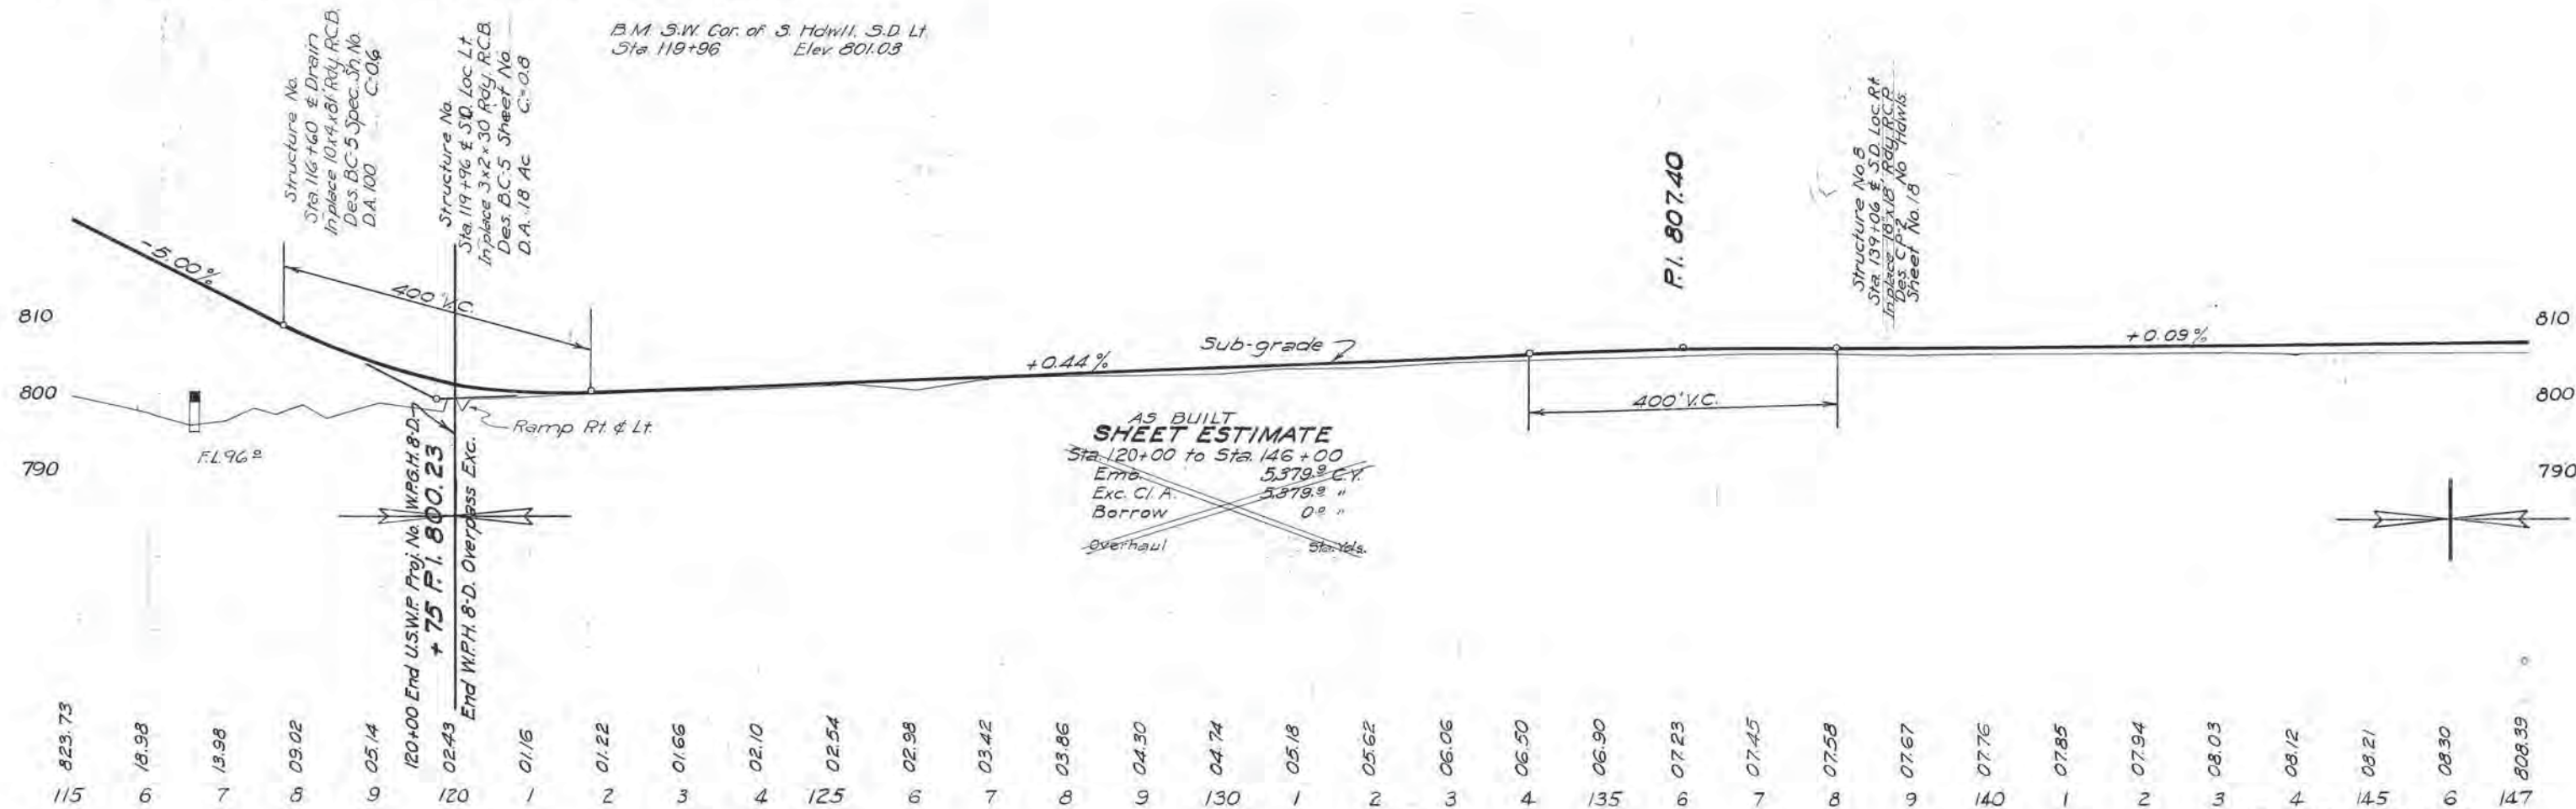 B.M. S.W. Cor. of S. Hdwll. S.D. Lt.
Sta. 119+96 Elev. 801.03
Structure No.
Sta. 116+60 ⅊ Drain
Inplace 10x4x81' Rdy. R.C.B.
Des. BC-5 Spec. Sh. No.
D.A. 100 C=0.6
Structure No.
Sta. 119+96 ⅊ S.D. Loc. Lt.
Inplace 3x2x30 Rdy. R.C.B.
Des. B.C.-5 Sheet No.
D.A. .18 Ac. C=0.8
P.I. 807.40
Structure No. 8
Sta. 139+06 ⅊ S.D. Loc. Rt.
Inplace 18"x18' Rdy. R.C.P.
Des. CP-2 No Hdwls.
Sheet No. 18
-5.00%
400' V.C.
810
800
790
Sub-grade
+0.44%
+0.09%
400' V.C.
810
800
790
F.L. 96.0
Ramp Rt. & Lt.
120+00 End U.S.W.P. Proj. No. W.P.G.H. 8-D.
+75 P.I. 800.23
End W.P.H. 8-D. Overpass Exc.
AS BUILT
SHEET ESTIMATE
Sta. 120+00 to Sta. 146+00
Emb. 5,379.0 C.Y.
Exc. Cl. A. 5,379.0 "
Borrow 0.0 "
Overhaul Sta. Yds.
823.73 18.98 13.98 09.02 05.14 02.43 01.16 01.22 01.66 02.10 02.54 02.98 03.42 03.86 04.30 04.74 05.18 05.62 06.06 06.50 06.90 07.23 07.45 07.58 07.67 07.76 07.85 07.94 08.03 08.12 08.21 08.30 808.39
115 6 7 8 9 120 1 2 3 4 125 6 7 8 9 130 1 2 3 4 135 6 7 8 9 140 1 2 3 4 145 6 147